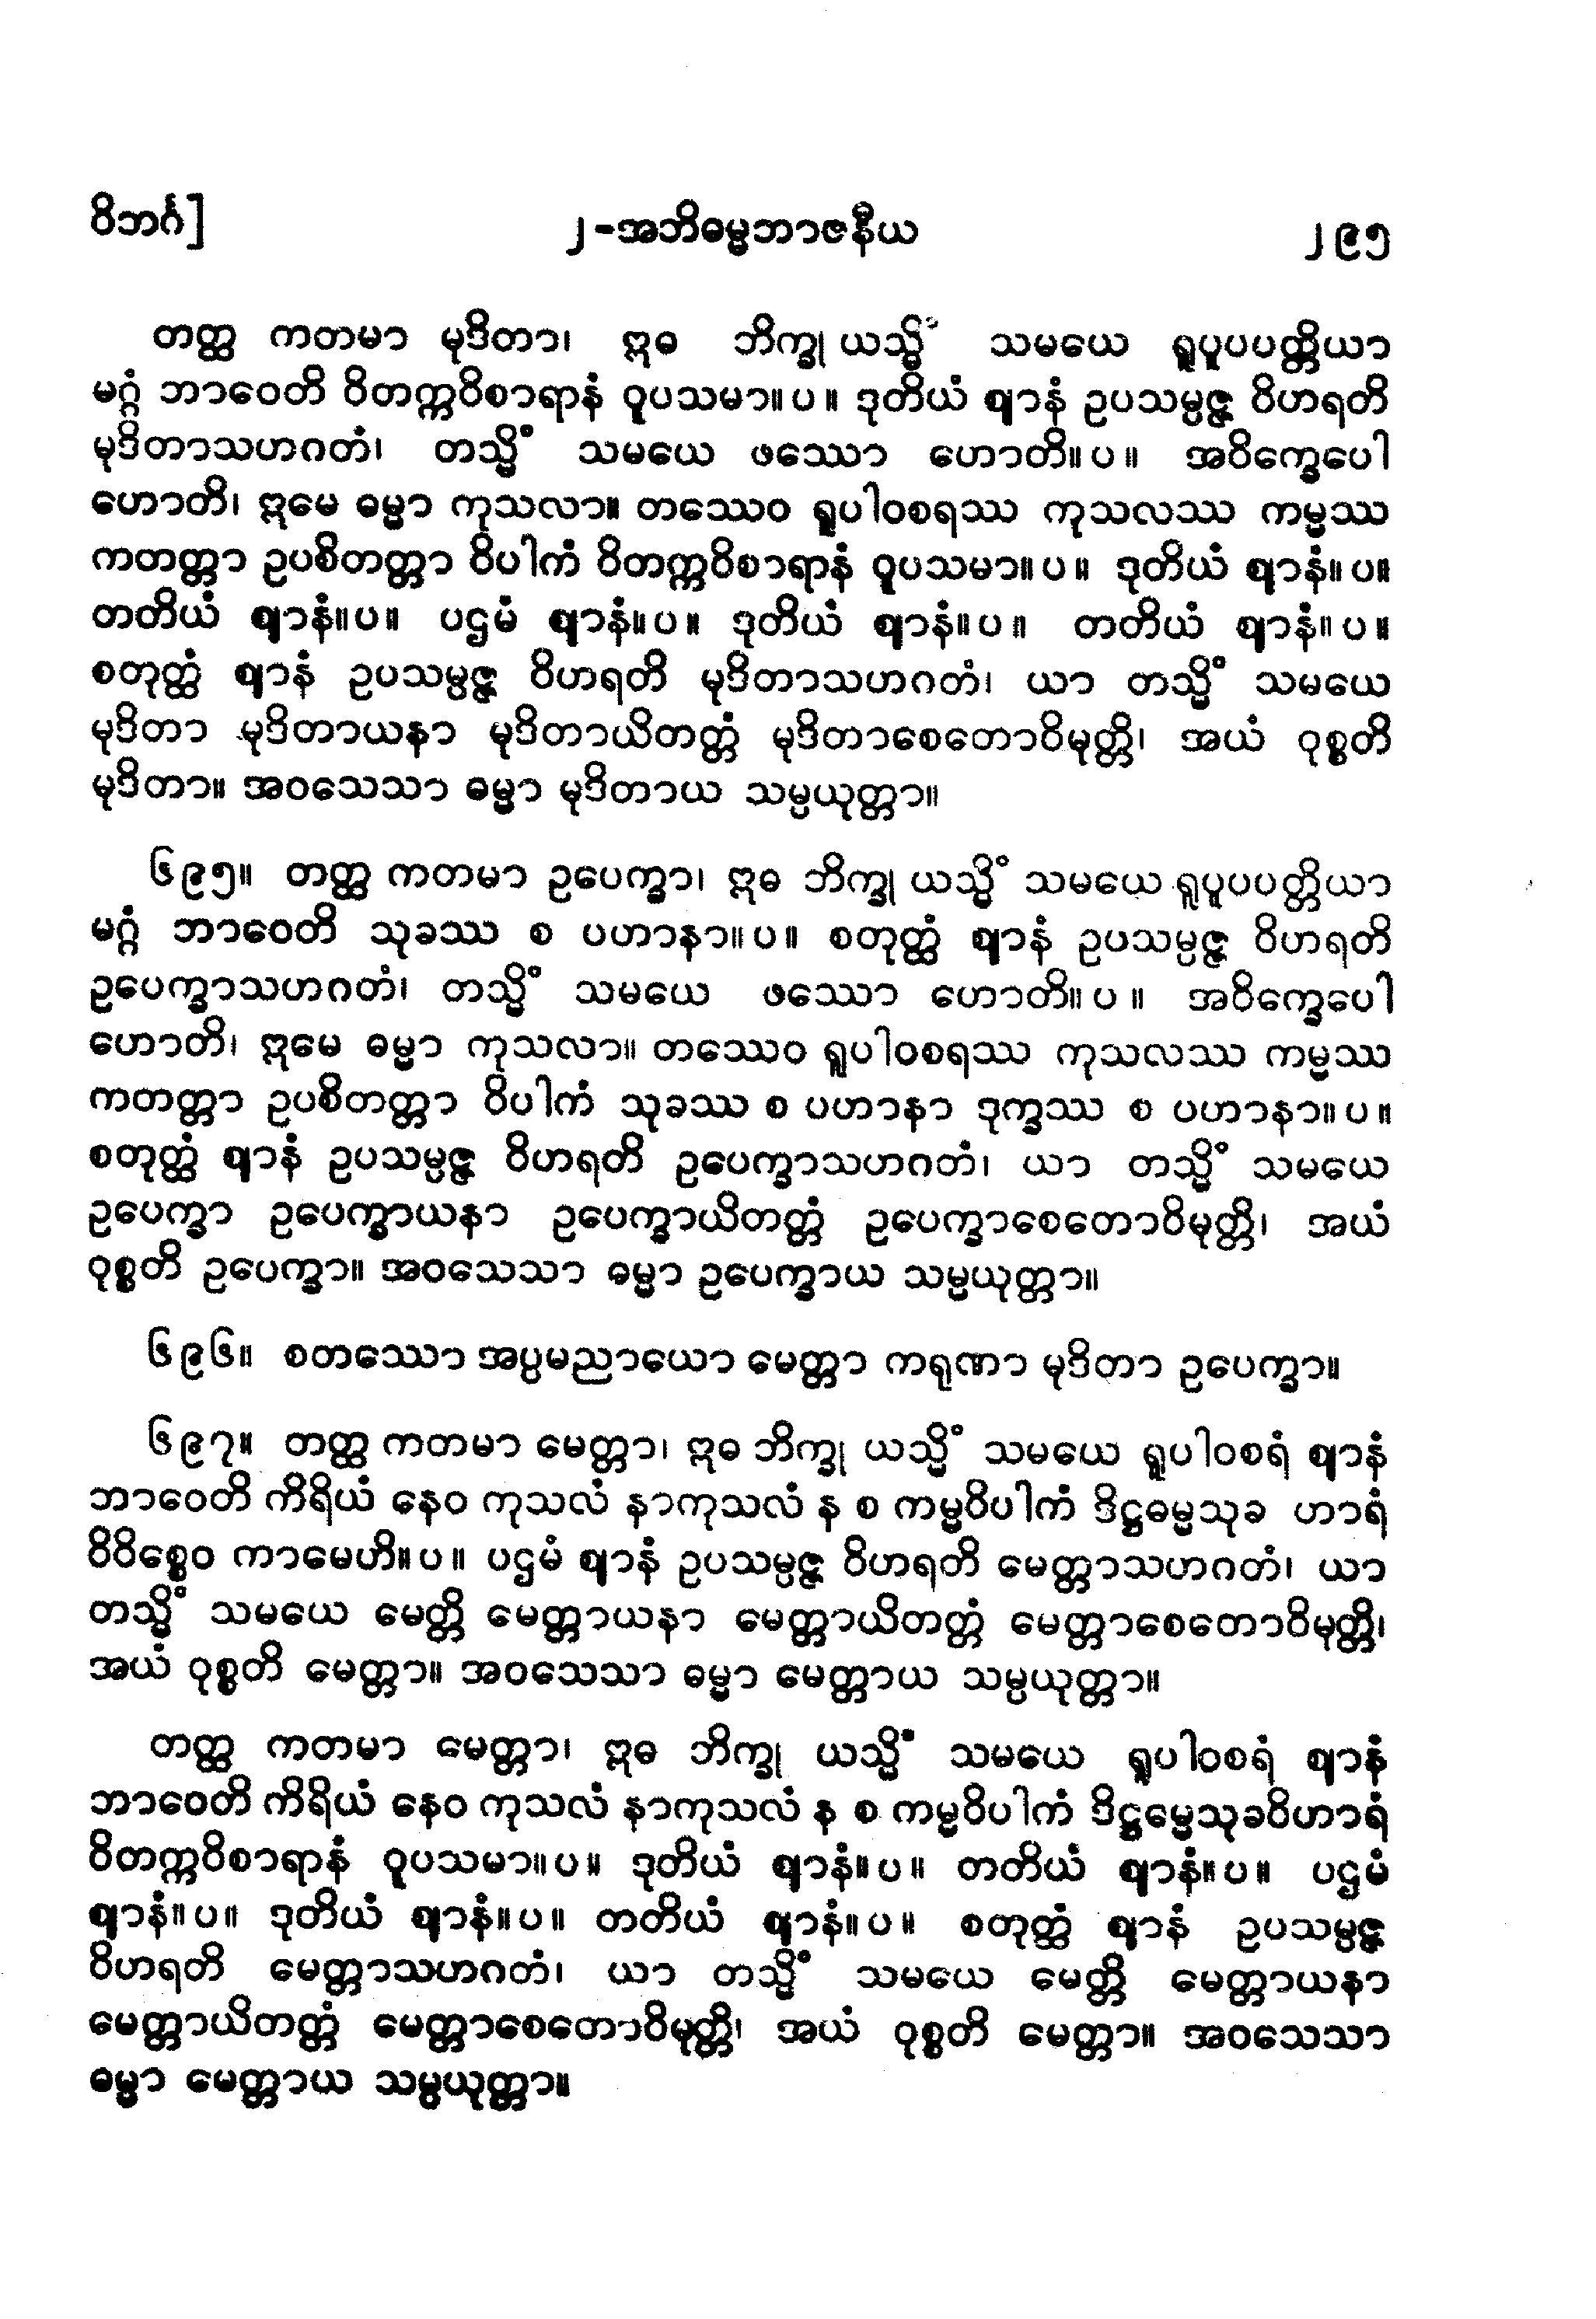 ဝိဘင်္ဂ]
၂-အဘိဓမ္မဘာဇနီယ
၂၉၅
တတ္ထ ကတမာ မုဒိတာ၊ ဣဓ ဘိက္ခု ယသ္မိံ သမယေ ရူပူပပတ္တိယာ
မဂ္ဂံ ဘာဝေတိ ဝိတက္ကဝိစာရာနံ ဝူပသမာ။ပ။ ဒုတိယံ ဈာနံ ဥပသမ္ပဇ္ဇ ဝိဟရတိ
မုဒိတာသဟဂတံ၊ တသ္မိံ သမယေ ဖဿော ဟောတိ။ပ။ အဝိက္ခေပေါ
ဟောတိ၊ ဣမေ ဓမ္မာ ကုသလာ။ တဿေဝ ရူပါဝစရဿ ကုသလဿ ကမ္မဿ
ကတတ္တာ ဥပစိတတ္တာ ဝိပါကံ ဝိတက္ကဝိစာရာနံ ဝူပသမာ။ပ။ ဒုတိယံ ဈာနံ။ပ။
တတိယံ ဈာနံ။ပ။ ပဌမံ ဈာနံ။ပ။ ဒုတိယံ ဈာနံ။ပ။ တတိယံ ဈာနံ။ပ။
စတုတ္ထံ ဈာနံ ဥပသမ္ပဇ္ဇ ဝိဟရတိ မုဒိတာသဟဂတံ၊ ယာ တသ္မိံ သမယေ
မုဒိတာ မုဒိတာယနာ မုဒိတာယိတတ္တံ မုဒိတာစေတောဝိမုတ္တိ၊ အယံ ဝုစ္စတိ
မုဒိတာ။ အဝသေသာ ဓမ္မာ မုဒိတာယ သမ္ပယုတ္တာ။
၆၉၅။ တတ္ထ ကတမာ ဥပေက္ခာ၊ ဣဓ ဘိက္ခု ယသ္မိံ သမယေ ရူပူပပတ္တိယာ
မဂ္ဂံ ဘာဝေတိ သုခဿ စ ပဟာနာ။ပ။ စတုတ္ထံ ဈာနံ ဥပသမ္ပဇ္ဇ ဝိဟရတိ
ဥပေက္ခာသဟဂတံ၊ တသ္မိံ သမယေ ဖဿော ဟောတိ။ပ။ အဝိက္ခေပေါ
ဟောတိ၊ ဣမေ ဓမ္မာ ကုသလာ။ တဿေဝ ရူပါဝစရဿ ကုသလဿ ကမ္မဿ
ကတတ္တာ ဥပစိတတ္တာ ဝိပါကံ သုခဿ စ ပဟာနာ ဒုက္ခဿ စ ပဟာနာ။ပ။
စတုတ္ထံ ဈာနံ ဥပသမ္ပဇ္ဇ ဝိဟရတိ ဥပေက္ခာသဟဂတံ၊ ယာ တသ္မိံ သမယေ
ဥပေက္ခာ ဥပေက္ခာယနာ ဥပေက္ခာယိတတ္တံ ဥပေက္ခာစေတောဝိမုတ္တိ၊ အယံ
ဝုစ္စတိ ဥပေက္ခာ။ အဝသေသာ ဓမ္မာ ဥပေက္ခာယ သမ္ပယုတ္တာ။
၆၉၆။ စတဿော အပ္ပမညာယော မေတ္တာ ကရုဏာ မုဒိတာ ဥပေက္ခာ။
၆၉၇။ တတ္ထ ကတမာ မေတ္တာ၊ ဣဓ ဘိက္ခု ယသ္မိံ သမယေ ရူပါဝစရံ ဈာနံ
ဘာဝေတိ ကိရိယံ နေဝ ကုသလံ နာကုသလံ န စ ကမ္မဝိပါကံ ဒိဋ္ဌဓမ္မသုခ ဟာရံ
ဝိဝိစ္စေဝ ကာမေဟိ။ပ။ ပဌမံ ဈာနံ ဥပသမ္ပဇ္ဇ ဝိဟရတိ မေတ္တာသဟဂတံ၊ ယာ
တသ္မိံ သမယေ မေတ္တိ မေတ္တာယနာ မေတ္တာယိတတ္တံ မေတ္တာစေတောဝိမုတ္တိ၊
အယံ ဝုစ္စတိ မေတ္တာ။ အဝသေသာ ဓမ္မာ မေတ္တာယ သမ္ပယုတ္တာ။
တတ္ထ ကတမာ မေတ္တာ၊ ဣဓ ဘိက္ခု ယသ္မိံ သမယေ ရူပါဝစရံ ဈာနံ
ဘာဝေတိ ကိရိယံ နေဝ ကုသလံ နာကုသလံ န စ ကမ္မဝိပါကံ ဒိဋ္ဌမ္မေသုခဝိဟာရံ
ဝိတက္ကဝိစာရာနံ ဝူပသမာ။ပ။ ဒုတိယံ ဈာနံ။ပ။ တတိယံ ဈာနံ။ပ။ ပဌမံ
ဈာနံ။ပ။ ဒုတိယံ ဈာနံ။ပ။ တတိယံ ဈာနံ။ပ။ စတုတ္ထံ ဈာနံ ဥပသမ္ပဇ္ဇ
ဝိဟရတိ မေတ္တာသဟဂတံ၊ ယာ တသ္မိံ သမယေ မေတ္တိ မေတ္တာယနာ
မေတ္တာယိတတ္တံ မေတ္တာစေတောဝိမုတ္တိ၊ အယံ ဝုစ္စတိ မေတ္တာ။ အဝသေသာ
ဓမ္မာ မေတ္တာယ သမ္ပယုတ္တာ။